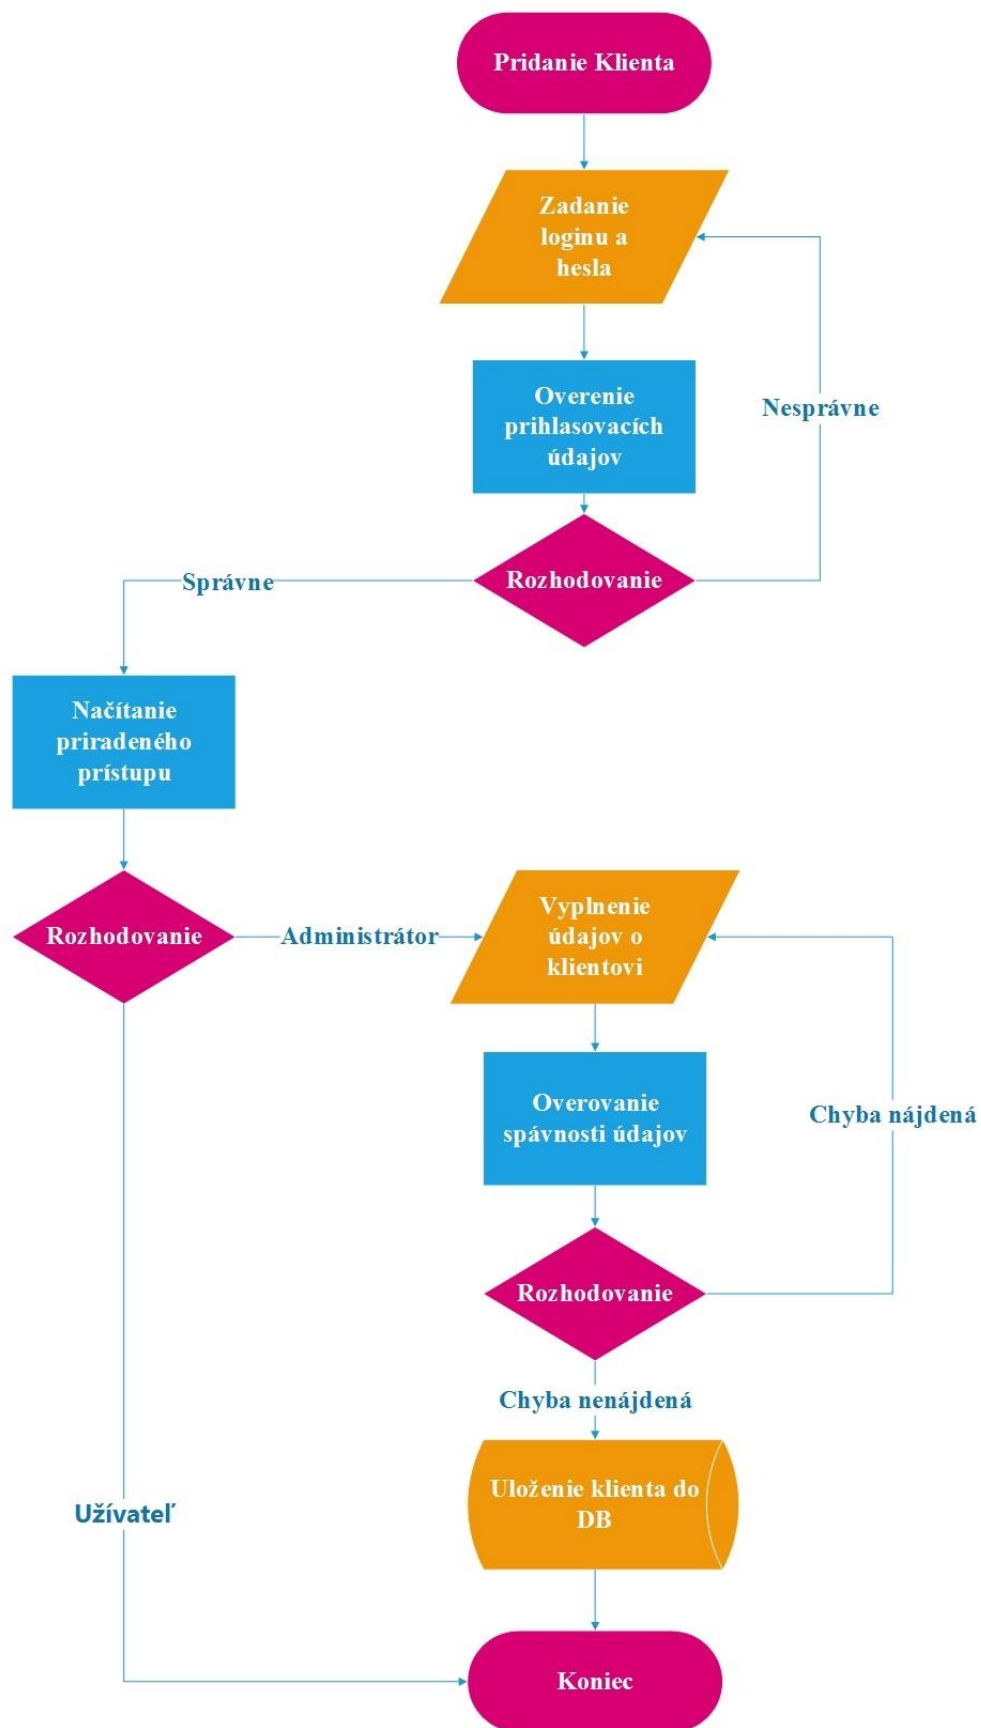 Pridanie Klienta
Zadanie
loginu a
hesla
Overenie
prihlasovacích
údajov
Nesprávne
Rozhodovanie
Správne
Načítanie
priradeného
prístupu
Rozhodovanie
Administrátor
Vyplnenie
údajov o
klientovi
Overovanie
spávnosti údajov
Chyba nájdená
Rozhodovanie
Chyba nenájdená
Uloženie klienta do
DB
Užívateľ
Koniec